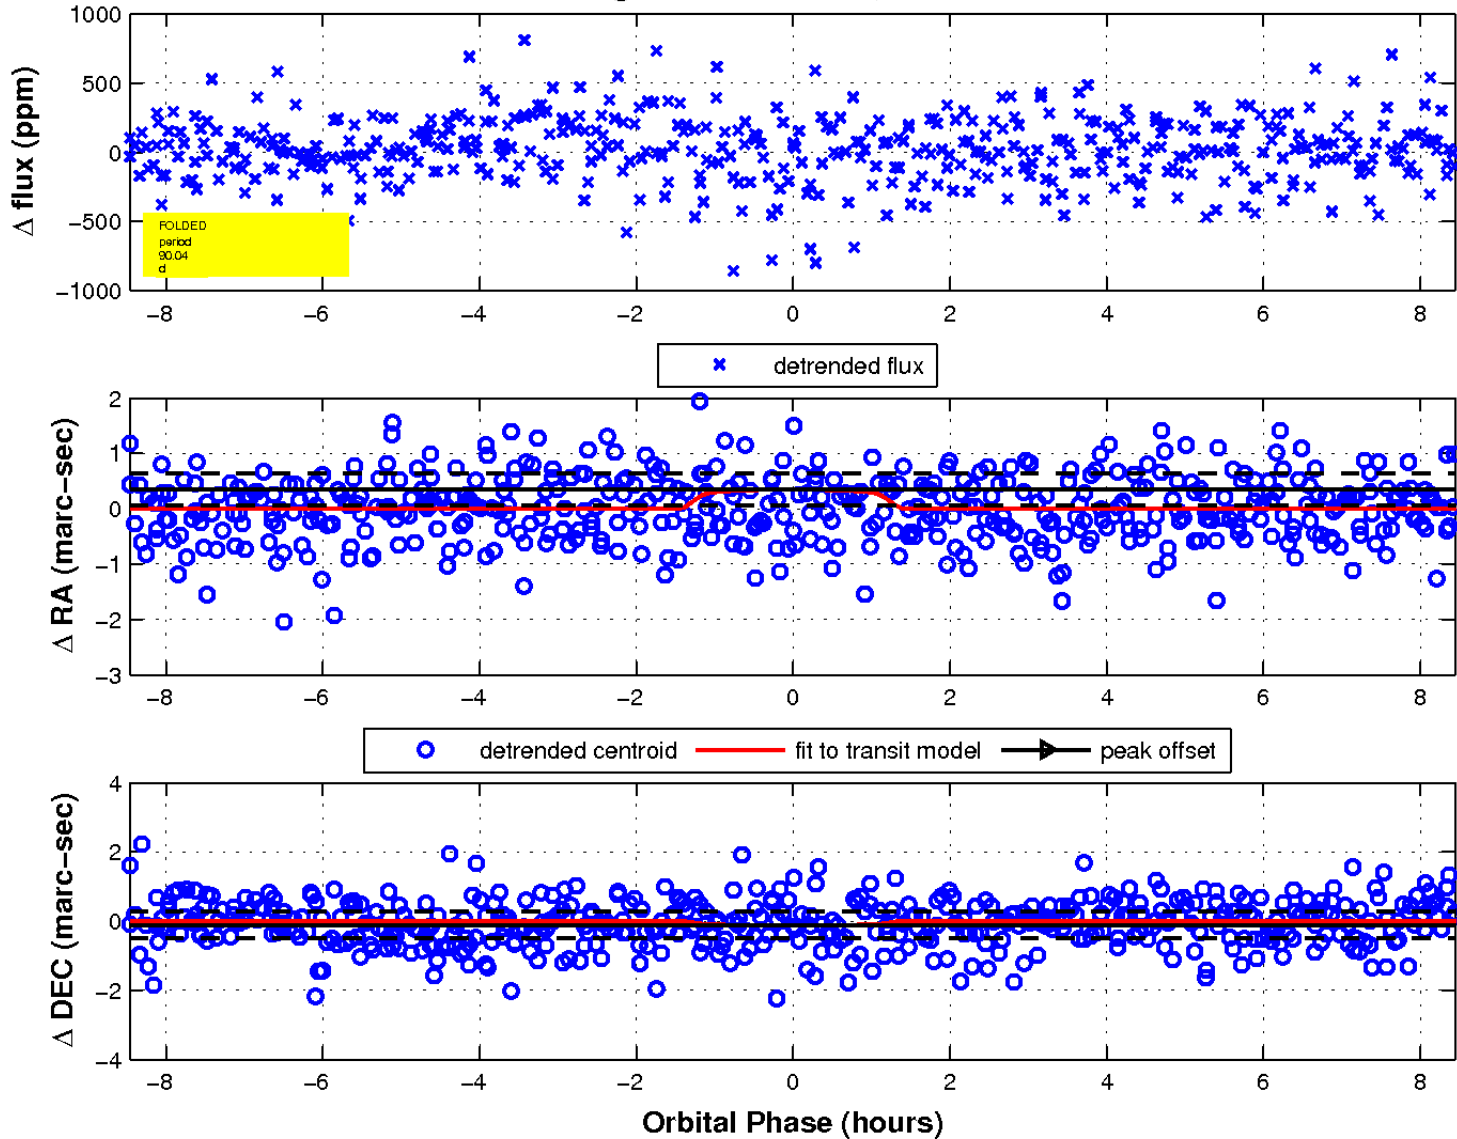 1000
500
0
−500
−1000
Δ flux (ppm)
FOLDED
period
90.04
d
−8 −6 −4 −2 0 2 4 6 8
detrended flux
2
1
0
−1
−2
−3
Δ RA (marc−sec)
−8 −6 −4 −2 0 2 4 6 8
detrended centroid fit to transit model peak offset
4
2
0
−2
−4
Δ DEC (marc−sec)
−8 −6 −4 −2 0 2 4 6 8
Orbital Phase (hours)